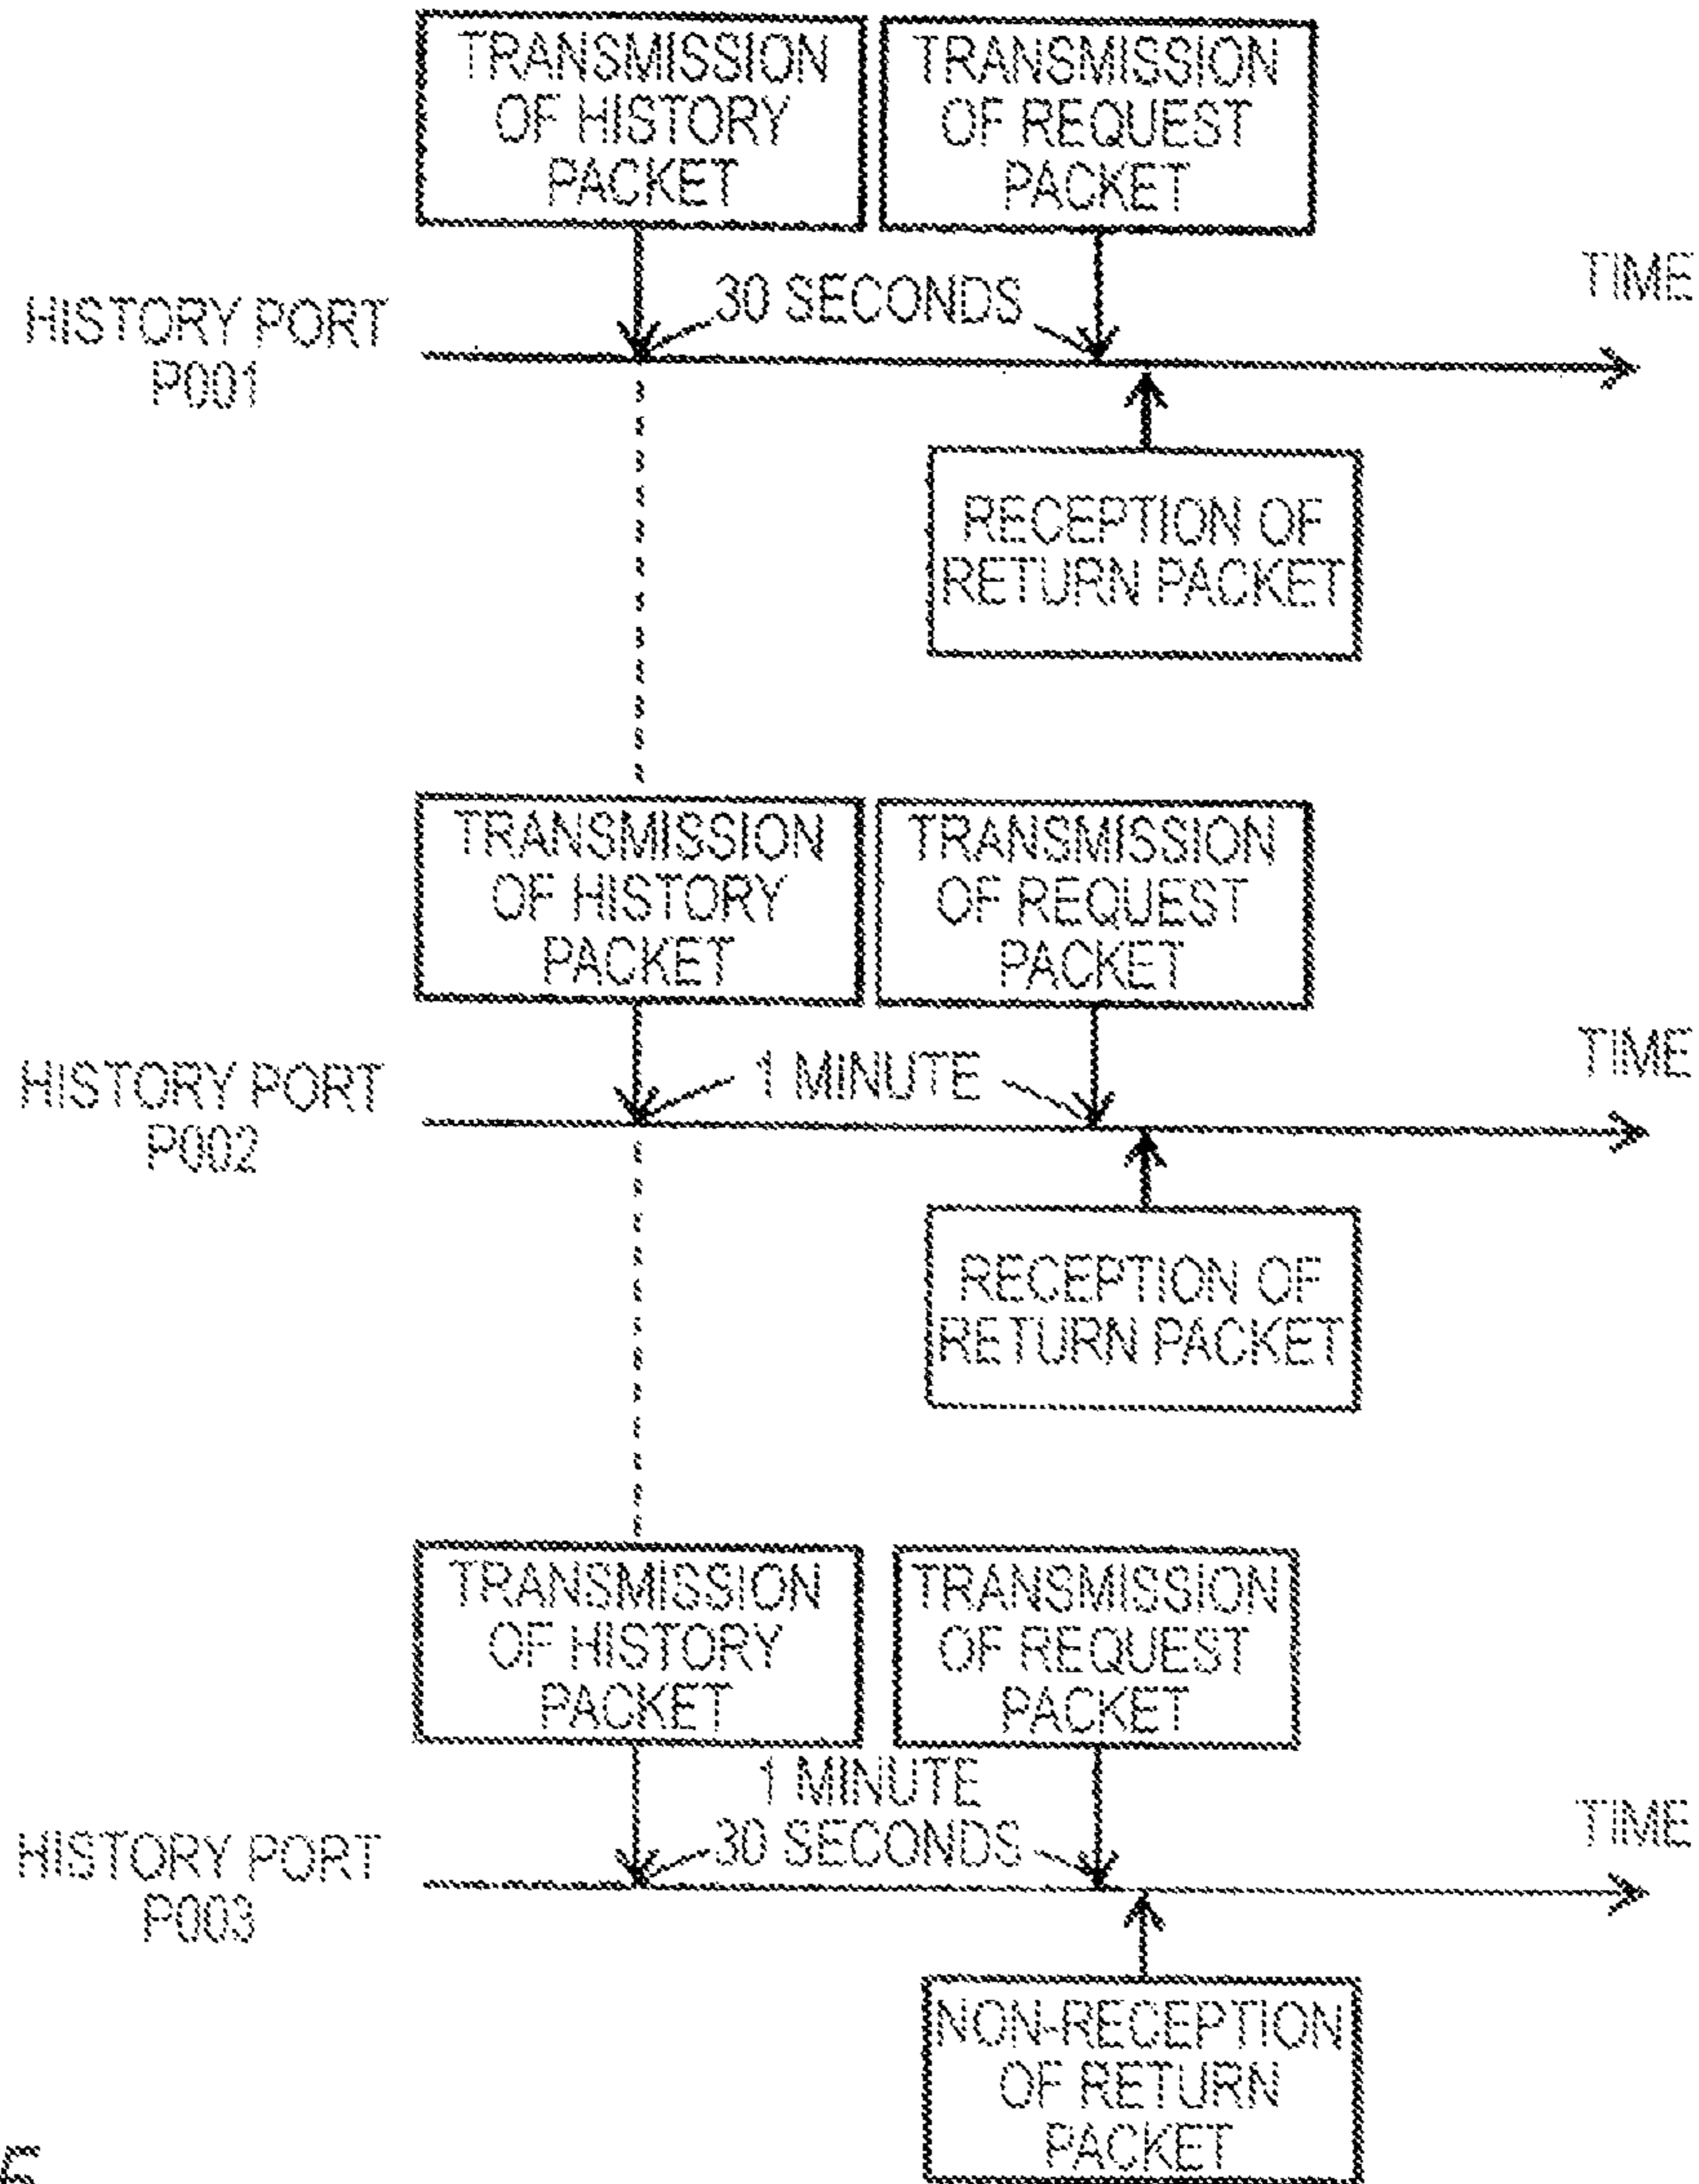 TRANSMISSION
OF HISTORY
PACKET
TRANSMISSION
OF REQUEST
PACKET
30 SECONDS
TIME
HISTORY PORT
P001
RECEPTION OF
RETURN PACKET
TRANSMISSION
OF HISTORY
PACKET
TRANSMISSION
OF REQUEST
PACKET
1 MINUTE
TIME
HISTORY PORT
P002
RECEPTION OF
RETURN PACKET
TRANSMISSION
OF HISTORY
PACKET
TRANSMISSION
OF REQUEST
PACKET
1 MINUTE
30 SECONDS
TIME
HISTORY PORT
P003
NON-RECEPTION
OF RETURN
PACKET